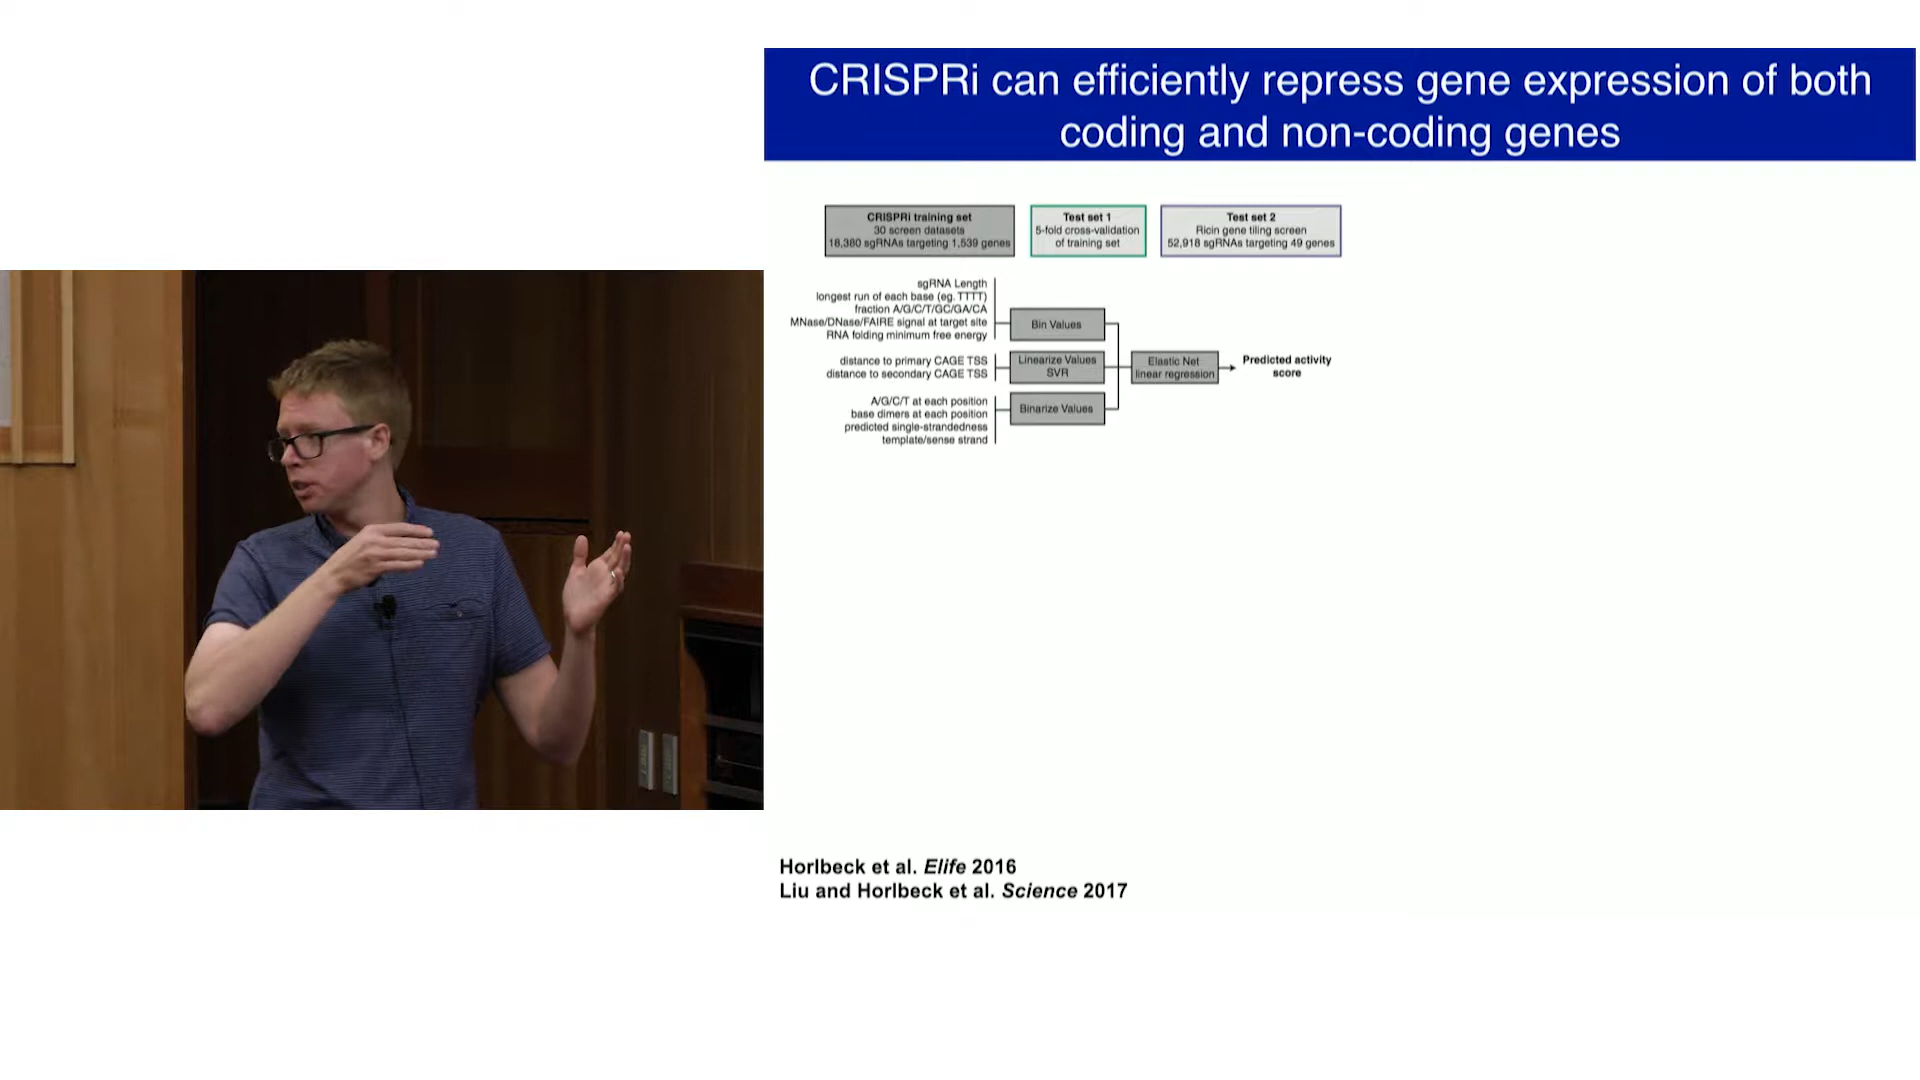 CRISPRi can efficiently repress gene expression of both
coding and non-coding genes
CRISPRi training set
30 screen datasets
18,380 sgRNAs targeting 1,539 genes
Test set 1
5-fold cross-validation
of training set
Test set 2
Ricin gene tiling screen
52,918 sgRNAs targeting 49 genes
sgRNA Length
longest run of each base (eg. TTTT)
fraction A/G/C/T/GC/GA/CA
MNase/DNase/FAIRE signal at target site
RNA folding minimum free energy
Bin Values
distance to primary CAGE TSS
distance to secondary CAGE TSS
Linearize Values
SVR
A/G/C/T at each position
base dimers at each position
predicted single-strandedness
template/sense strand
Binarize Values
Elastic Net
linear regression
Predicted activity
score
Horlbeck et al. Elife 2016
Liu and Horlbeck et al. Science 2017